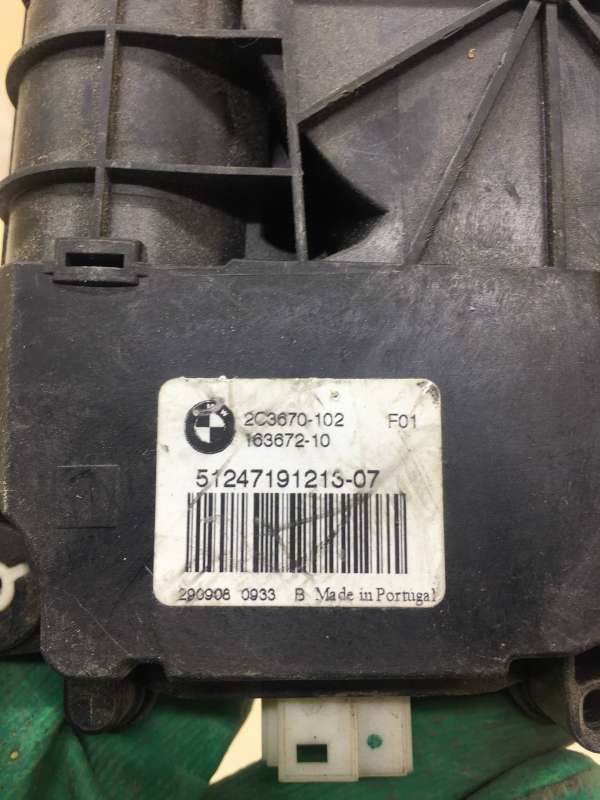 2C3670-102 F01
163672-10
51247191213-07
290908 0933 B Made in Portugal